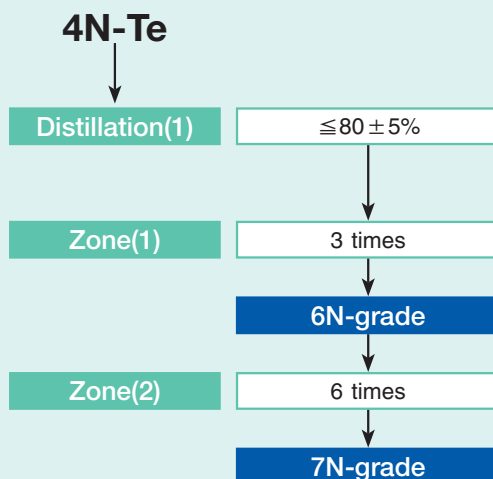 4N-Te
Distillation(1)
≦80±5%
Zone(1)
3 times
6N-grade
Zone(2)
6 times
7N-grade